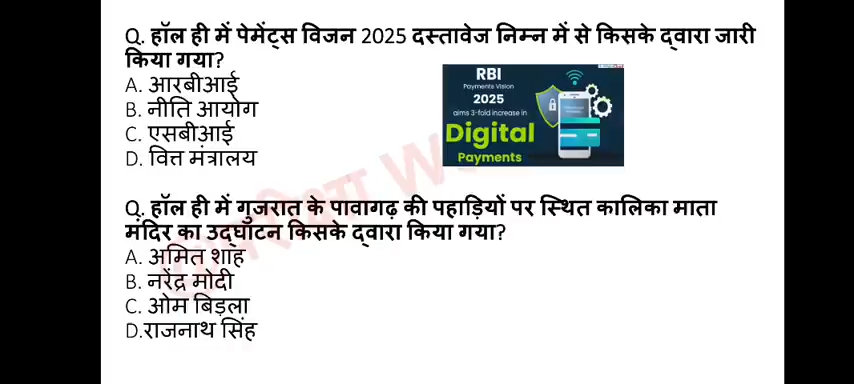 Q. हॉल ही में पेमेंट्स विजन 2025 दस्तावेज निम्न में से किसके द्वारा जारी
किया गया?
A. आरबीआई
B. नीति आयोग
C. एसबीआई
D. वित्त मंत्रालय
RBI
Payments Vision
2025
aims 3-fold increase in
Digital
Payments
Q. हॉल ही में गुजरात के पावागढ़ की पहाड़ियों पर स्थित कालिका माता
मंदिर का उद्घाटन किसके द्वारा किया गया?
A. अमित शाह
B. नरेंद्र मोदी
C. ओम बिड़ला
D.राजनाथ सिंह